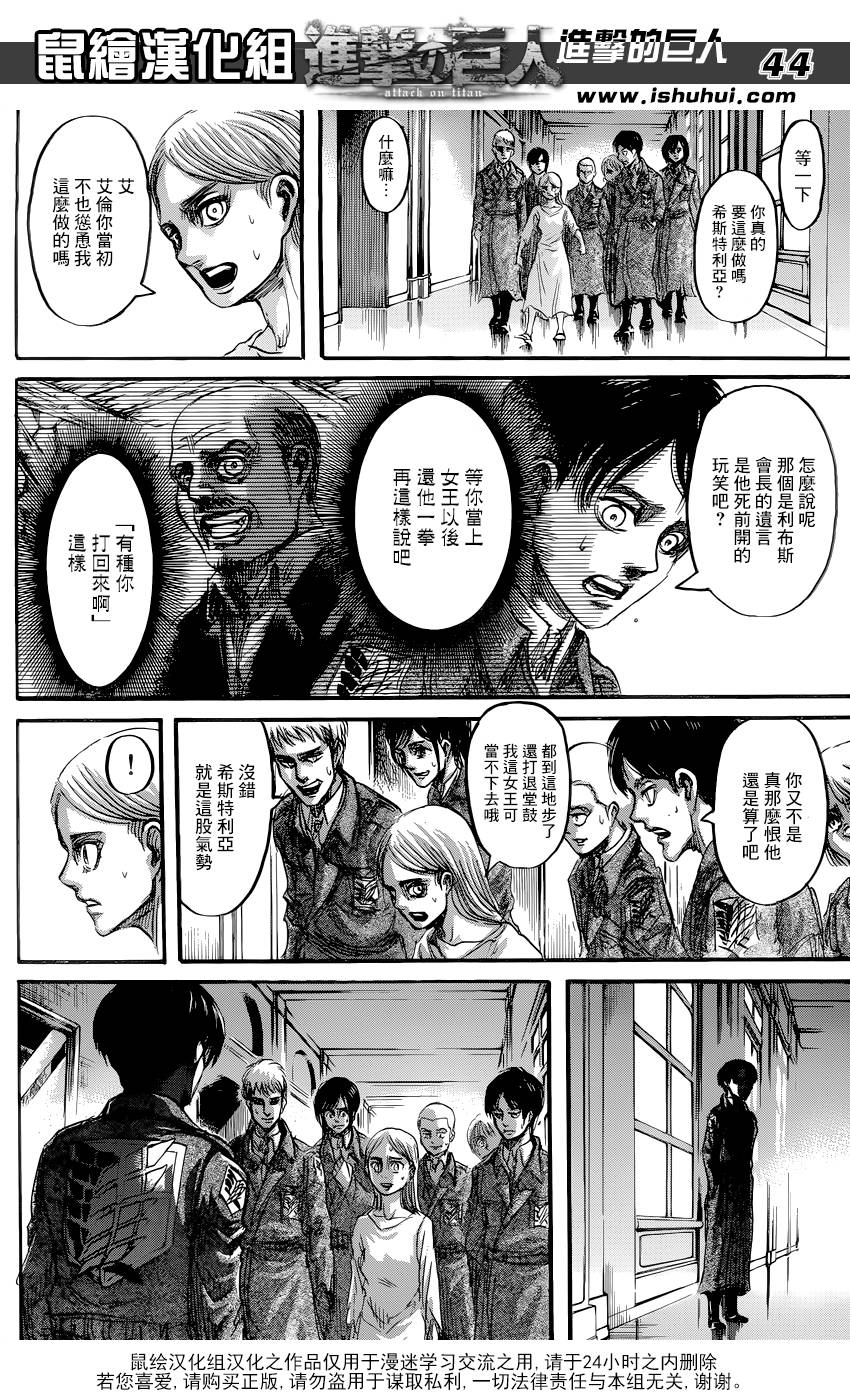 鼠繪漢化組
進撃の巨人
attack on titan
進擊的巨人
44
www.ishuhui.com
等一下
你真的
要這麼做嗎
希斯特利亞?
什麼嘛…
艾
艾倫你當初
不也慫恿我
這麼做的嗎
怎麼說呢
那個是利布斯
會長的遺言
是他死前開的
玩笑吧?
等你當上
女王以後
還他一拳
再這樣說吧
「有種你
打回來啊」
這樣
你又不是
真那麼恨他
還是算了吧
都到這地步了
還打退堂鼓
我這女王可
當不下去哦
沒錯
希斯特利亞
就是這股氣勢
!
鼠绘汉化组汉化之作品仅用于漫迷学习交流之用, 请于24小时之内删除
若您喜爱, 请购买正版, 请勿盗用于谋取私利, 一切法律责任与本组无关, 谢谢。